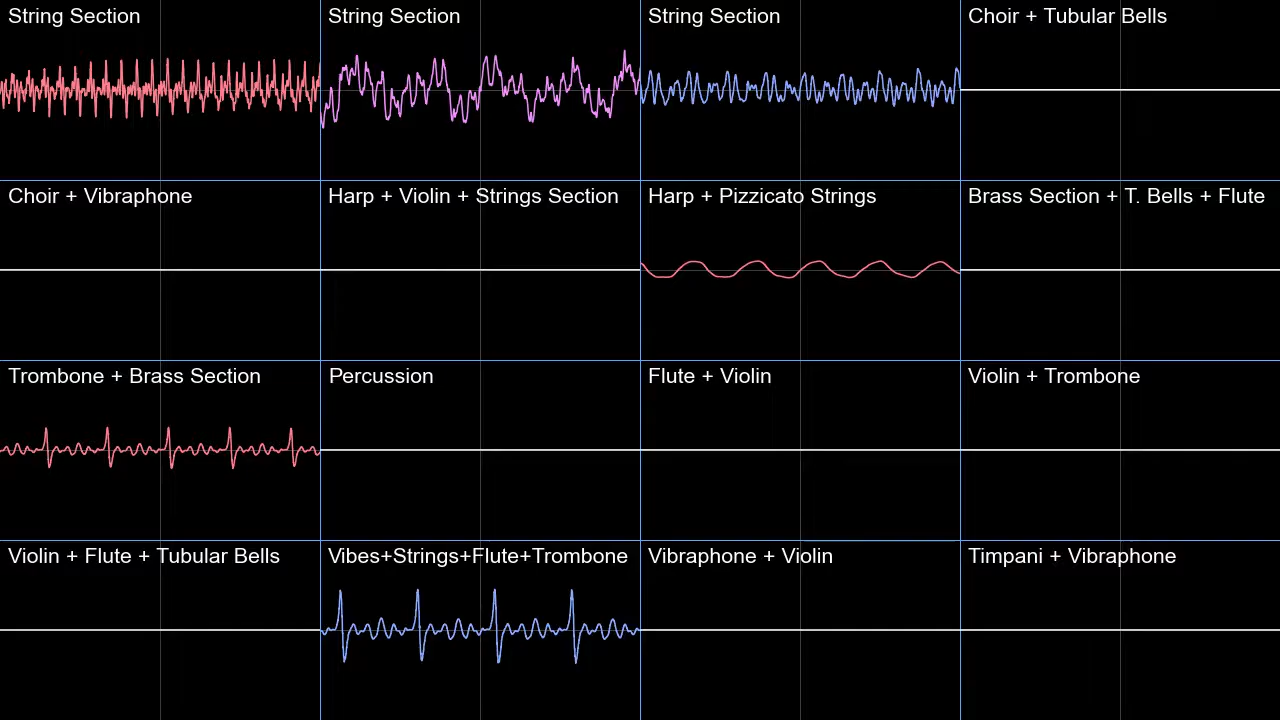 String Section
String Section
String Section
Choir + Tubular Bells
Choir + Vibraphone
Harp + Violin + Strings Section
Harp + Pizzicato Strings
Brass Section + T. Bells + Flute
Trombone + Brass Section
Percussion
Flute + Violin
Violin + Trombone
Violin + Flute + Tubular Bells
Vibes+Strings+Flute+Trombone
Vibraphone + Violin
Timpani + Vibraphone